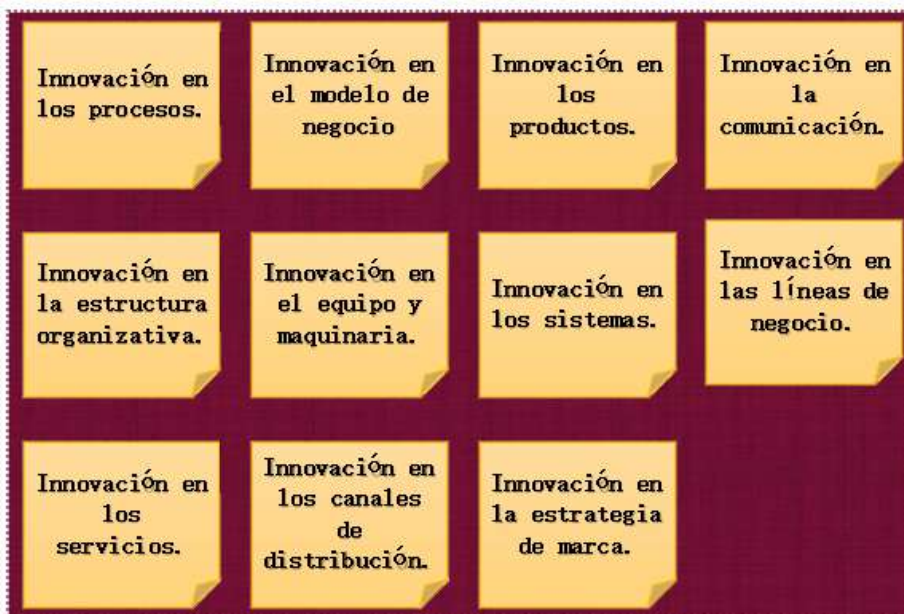 Innovación en
los procesos.
Innovación en
el modelo de
negocio
Innovación en
los
productos.
Innovación en
la
comunicación.
Innovación en
la estructura
organizativa.
Innovación en
el equipo y
maquinaria.
Innovación en
los sistemas.
Innovación en
las líneas de
negocio.
Innovación en
los
servicios.
Innovación en
los canales
de
distribución.
Innovación en
la estrategia
de marca.